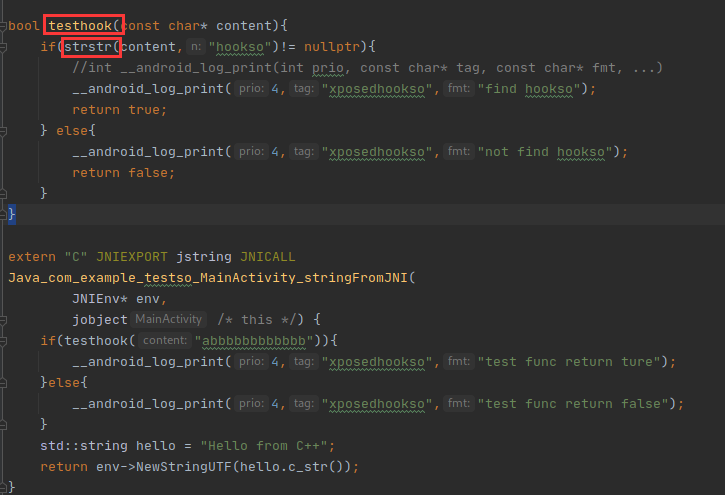 bool testhook(const char* content){
if(strstr(content, n: "hookso")!= nullptr){
//int __android_log_print(int prio, const char* tag, const char* fmt, ...)
__android_log_print( prio: 4, tag: "xposedhookso", fmt: "find hookso");
return true;
} else{
__android_log_print( prio: 4, tag: "xposedhookso", fmt: "not find hookso");
return false;
}
}
extern "C" JNIEXPORT jstring JNICALL
Java_com_example_testso_MainActivity_stringFromJNI(
JNIEnv* env,
jobject MainActivity /* this */) {
if(testhook( content: "abbbbbbbbbbbb")){
__android_log_print( prio: 4, tag: "xposedhookso", fmt: "test func return ture");
}else{
__android_log_print( prio: 4, tag: "xposedhookso", fmt: "test func return false");
}
std::string hello = "Hello from C++";
return env->NewStringUTF(hello.c_str());
}